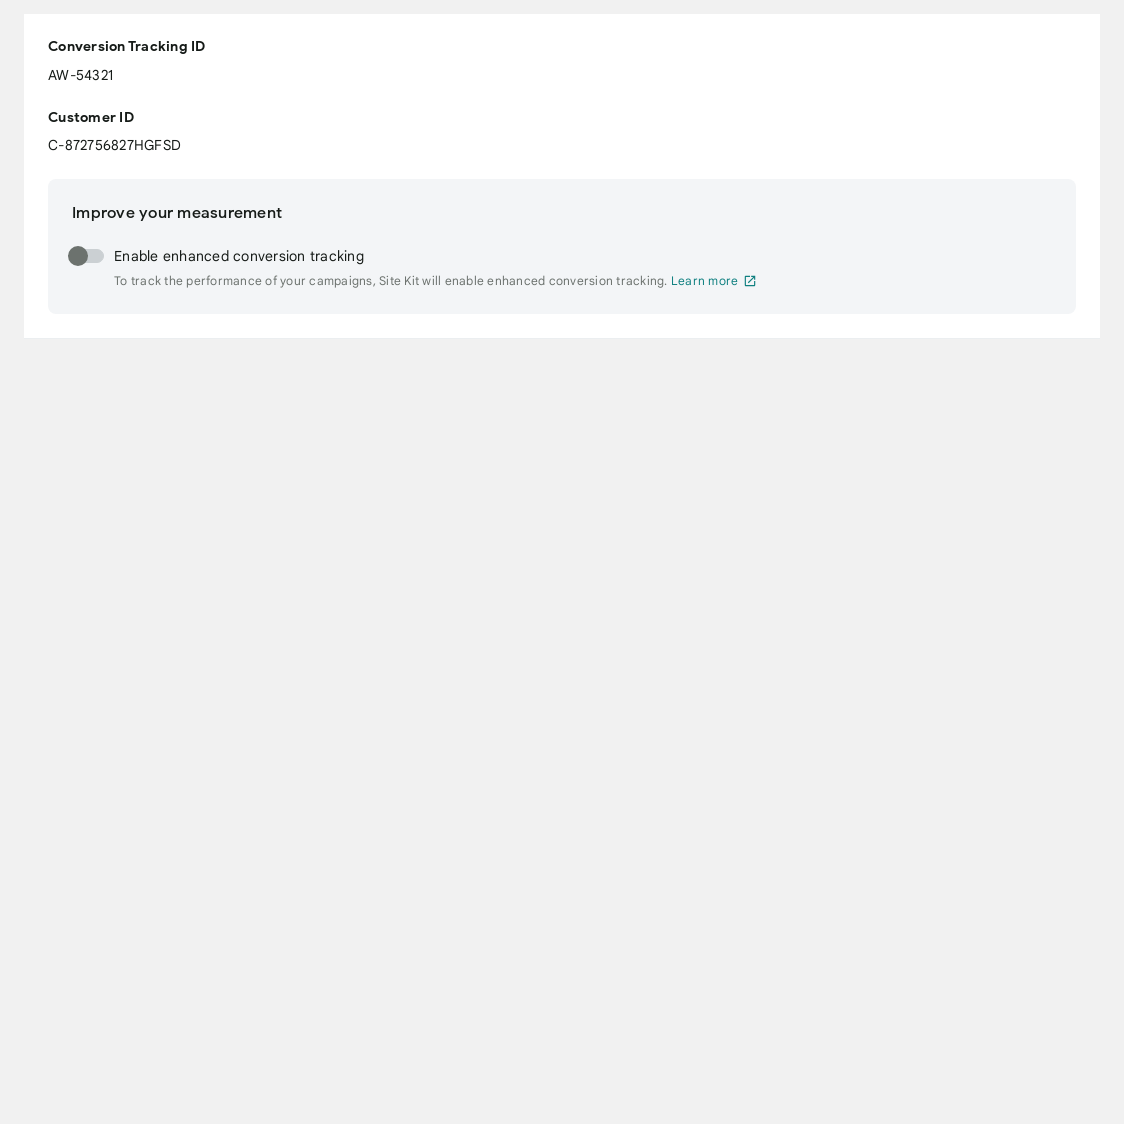 Conversion Tracking ID
AW-54321
Customer ID
C-872756827HGFSD
Improve your measurement
Enable enhanced conversion tracking
To track the performance of your campaigns, Site Kit will enable enhanced conversion tracking. Learn more